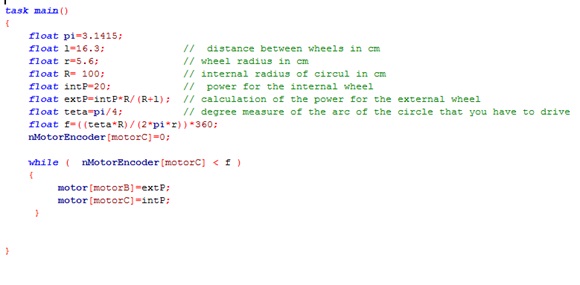 task main()
{
float pi=3.1415;
float l=16.3; // distance between wheels in cm
float r=5.6; // wheel radius in cm
float R= 100; // internal radius of circul in cm
float intP=20; // power for the internal wheel
float extP=intP*R/(R+l); // calculation of the power for the external wheel
float teta=pi/4; // degree measure of the arc of the circle that you have to drive
float f=((teta*R)/(2*pi*r))*360;
nMotorEncoder[motorC]=0;
while ( nMotorEncoder[motorC] < f )
{
motor[motorB]=extP;
motor[motorC]=intP;
}
}